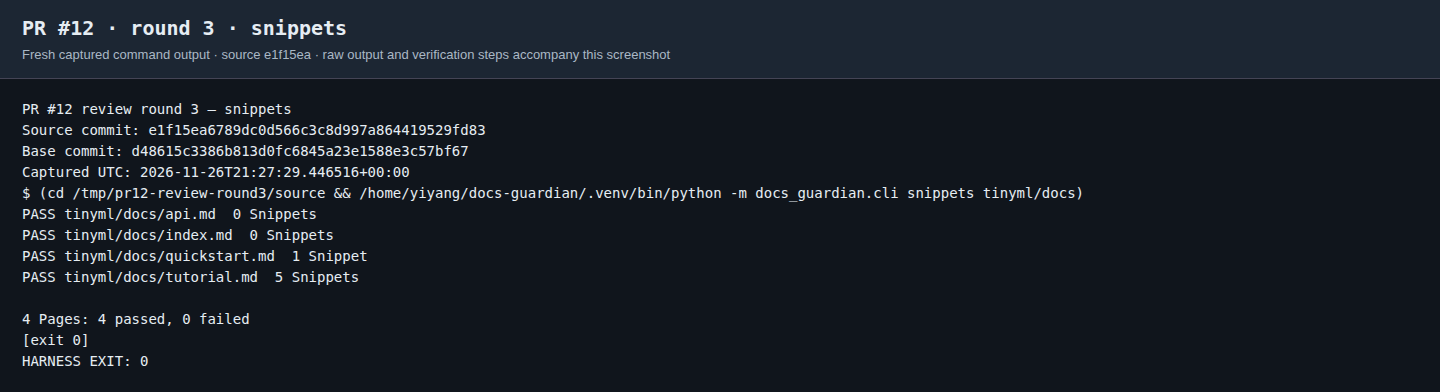 PR #12 · round 3 · snippets
Fresh captured command output · source e1f15ea · raw output and verification steps accompany this screenshot
PR #12 review round 3 — snippets
Source commit: e1f15ea6789dc0d566c3c8d997a864419529fd83
Base commit: d48615c3386b813d0fc6845a23e1588e3c57bf67
Captured UTC: 2026-11-26T21:27:29.446516+00:00
$ (cd /tmp/pr12-review-round3/source && /home/yiyang/docs-guardian/.venv/bin/python -m docs_guardian.cli snippets tinyml/docs)
PASS tinyml/docs/api.md  0 Snippets
PASS tinyml/docs/index.md  0 Snippets
PASS tinyml/docs/quickstart.md  1 Snippet
PASS tinyml/docs/tutorial.md  5 Snippets
4 Pages: 4 passed, 0 failed
[exit 0]
HARNESS EXIT: 0